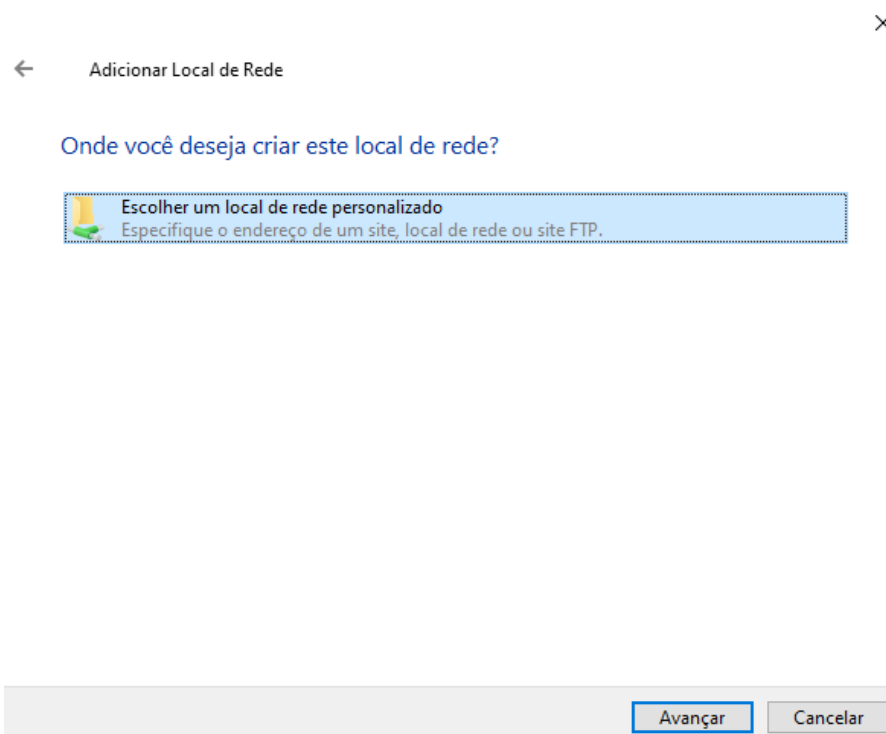 Adicionar Local de Rede
Onde você deseja criar este local de rede?
Escolher um local de rede personalizado
Especifique o endereço de um site, local de rede ou site FTP.
Avançar
Cancelar